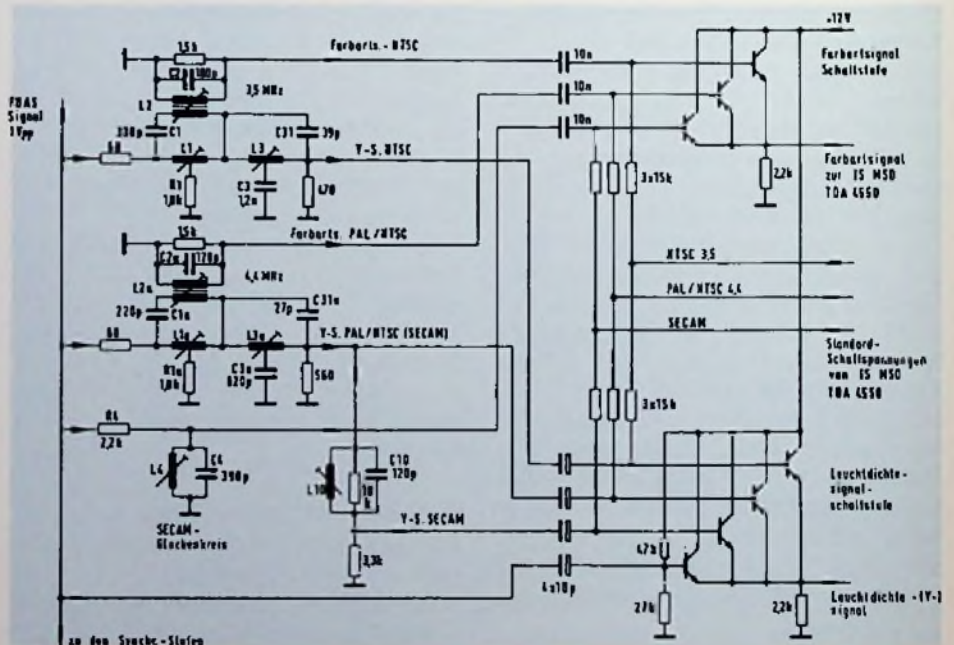 +12V
1,5k
Farbarts.-NTSC
10n
Farbartsignal
Schaltstufe
C2
180p
FBAS
Signal
1Vpp
L2
3,5 MHz
10n
10n
330p
C1
C31
39p
68
L1
L3
Y-S. NTSC
R1
1,8k
C3
1,2n
470
3x15k
2,2k
Farbartsignal
zur IS MSD
TDA 4550
1,5k
Farbarts. PAL/NTSC
C2a
120p
L2a
4,4 MHz
NTSC 3,5
PAL/NTSC 4,4
220p
C1a
C31a
27p
SECAM
68
L1a
L3a
Y-S. PAL/NTSC (SECAM)
R1a
1,8k
C3a
820p
560
Standard-
Schaltspannungen
von IS MSD
TDA 4550
3x15k
R4
2,2k
L4
C4
390p
L10
18
k
C10
120p
Leuchtdichte-
signal-
schaltstufe
SECAM-
Glockenkreis
Y-S. SECAM
3,3k
47k
4x10µ
27k
2,2k
Leuchtdichte-(Y-)
signal
zu den Synchr.-Stufen